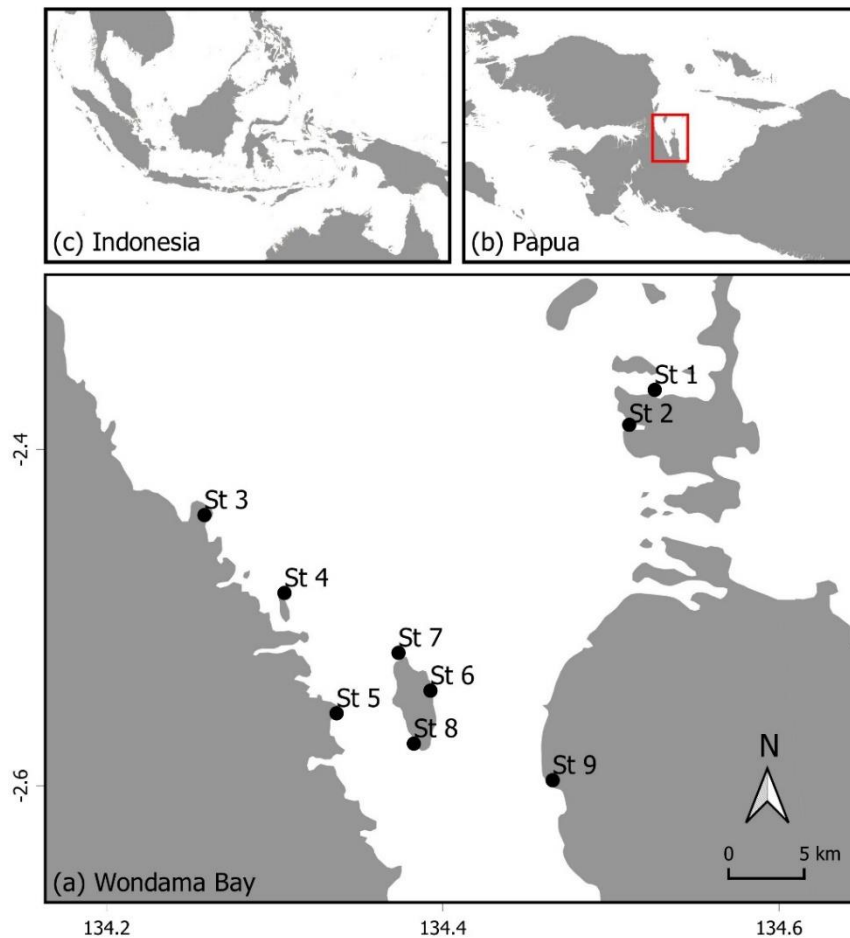 (c) Indonesia
(b) Papua
St 1
St 2
-2.4
St 3
St 4
St 7
St 6
St 5
St 8
St 9
N
-2.6
0 5 km
(a) Wondama Bay
134.2 134.4 134.6